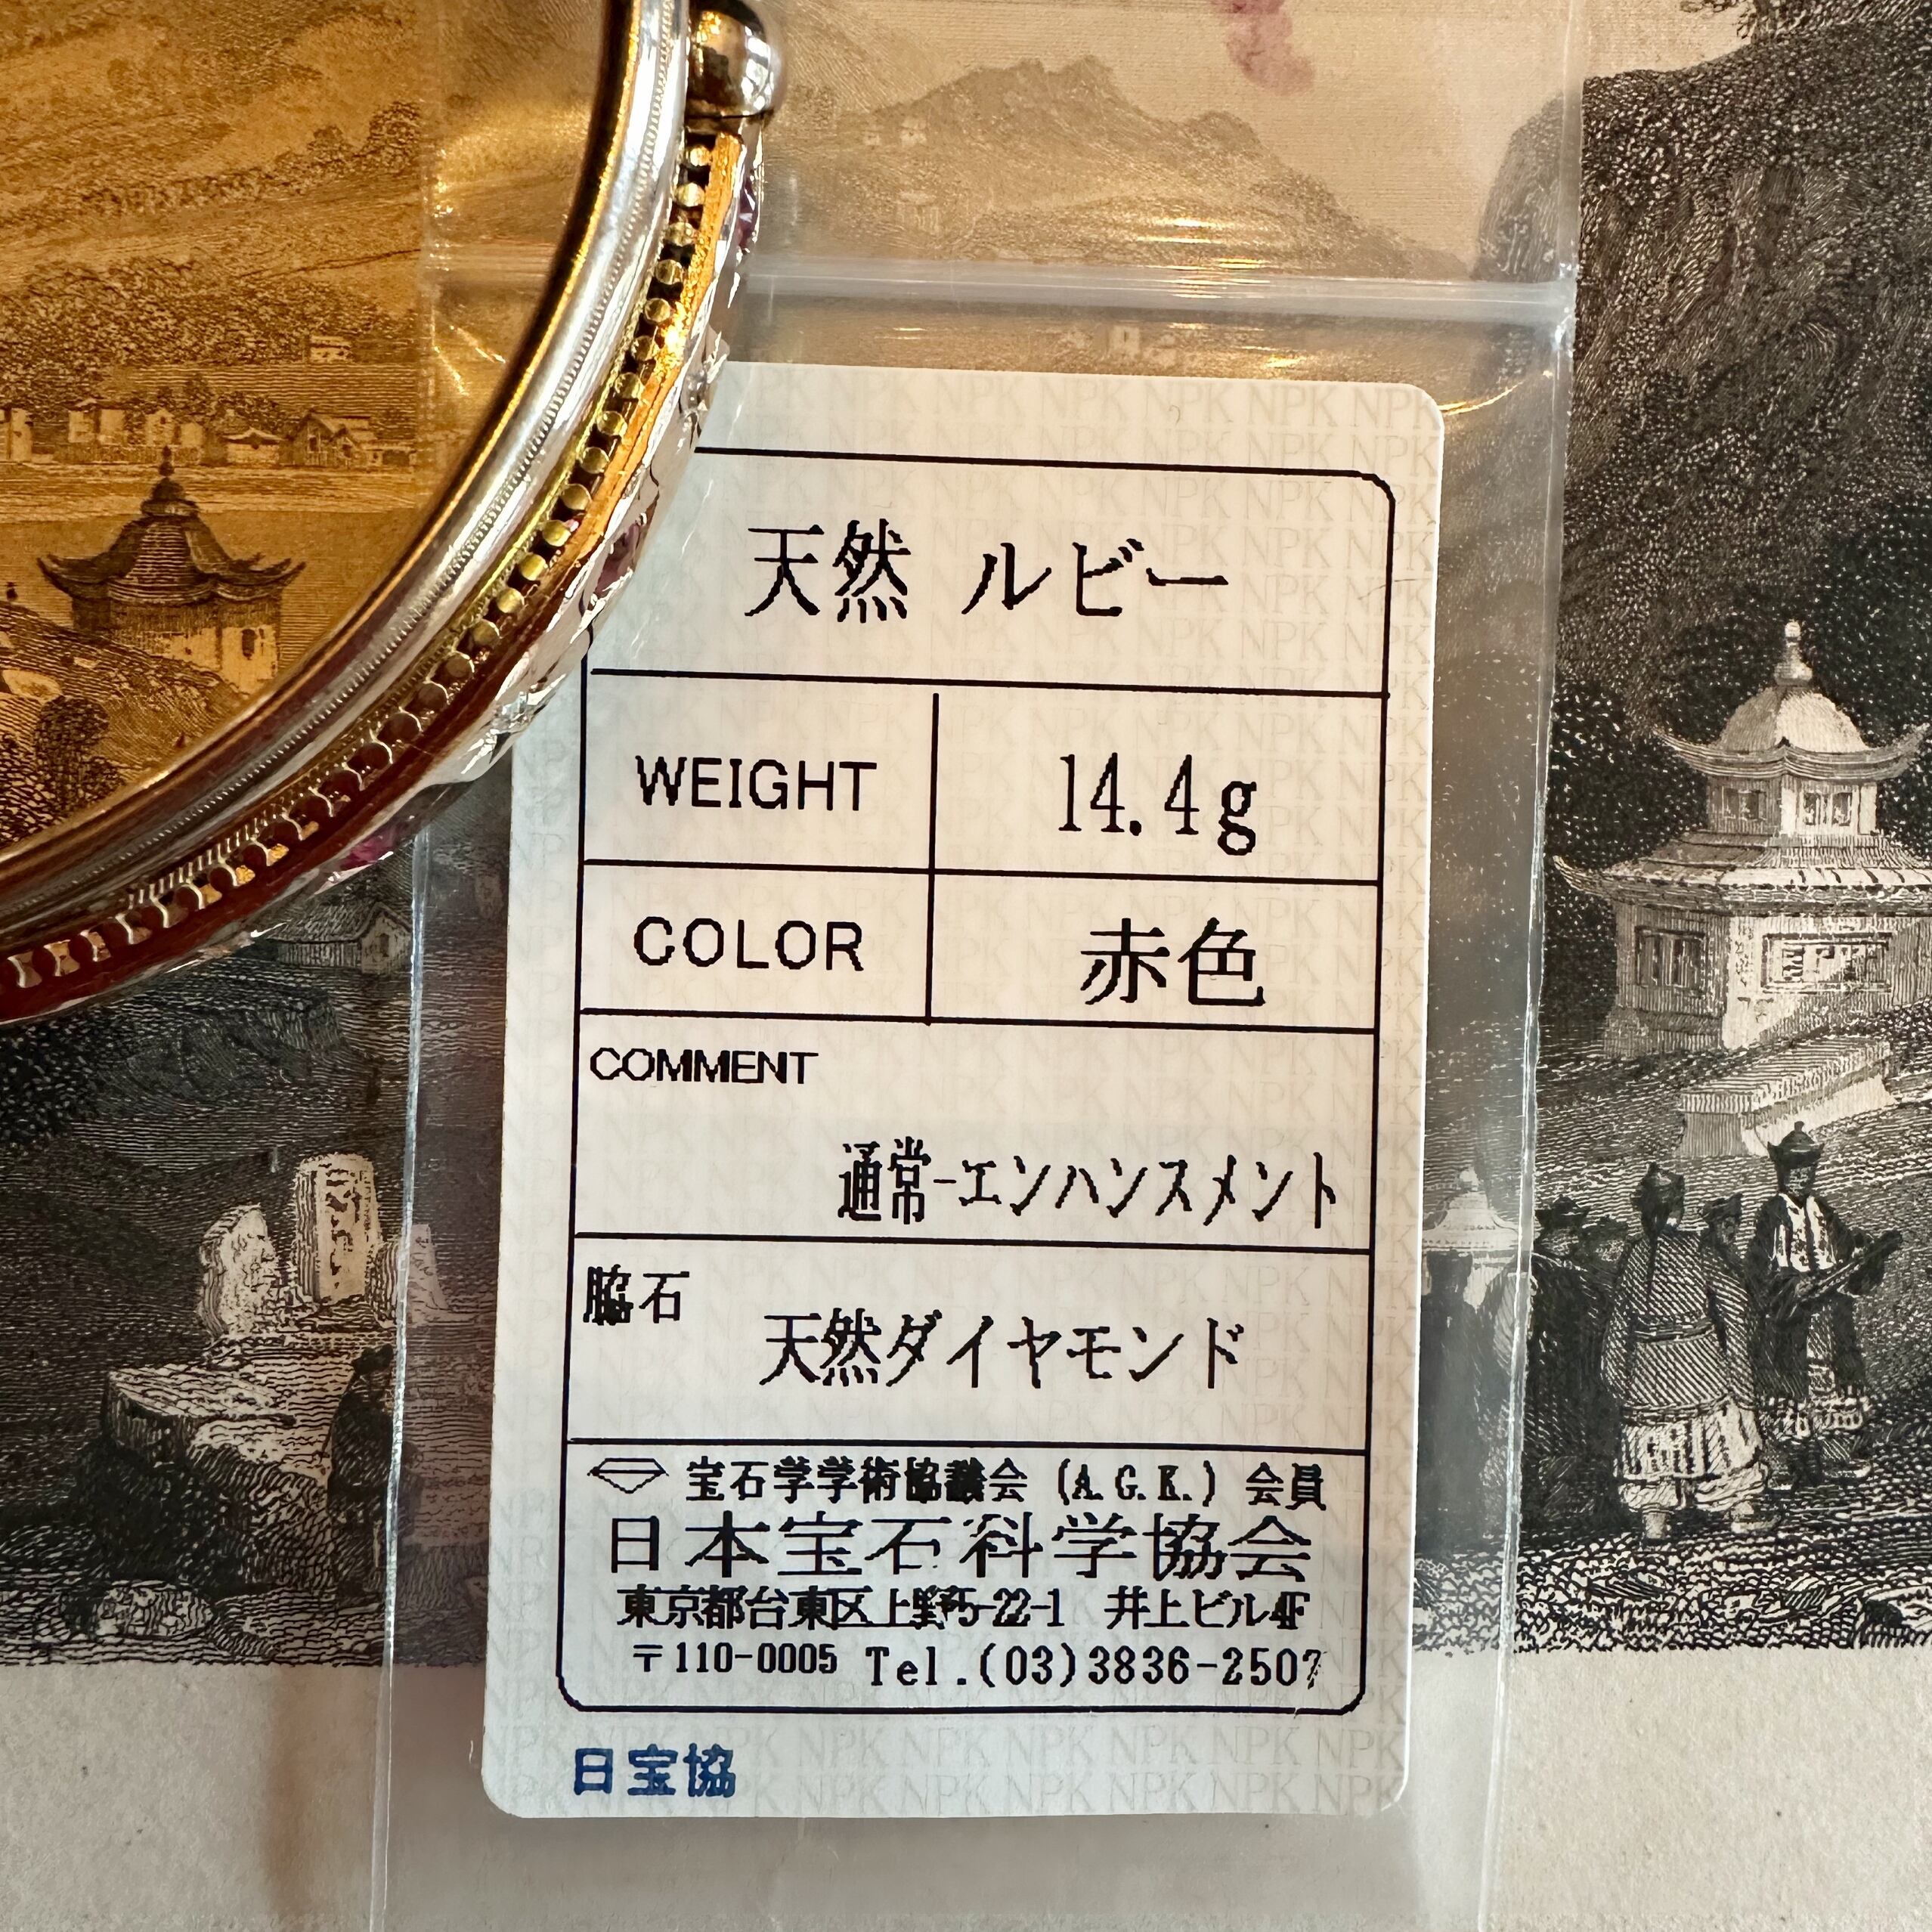 天然 ルビー
WEIGHT 14.4g
COLOR 赤色
COMMENT
通常-エンハンスメント
脇石
天然ダイヤモンド
宝石学学術協議会 (A.G.K.) 会員
日本宝石科学協会
東京都台東区上野5-22-1 井上ビル4F
〒110-0005 Tel.(03)3836-2507
日宝協